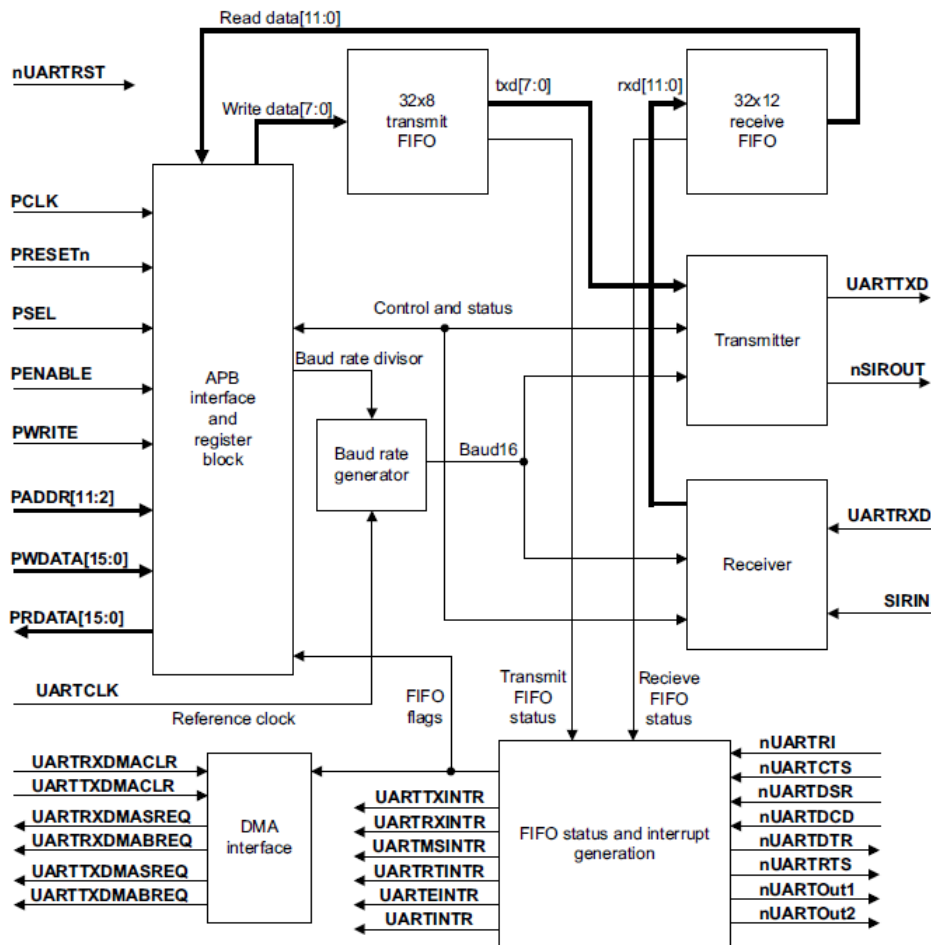 Read data[11:0]
nUARTRST
Write data[7:0]
32x8
transmit
FIFO
txd[7:0]
rxd[11:0]
32x12
receive
FIFO
PCLK
PRESETn
PSEL
PENABLE
PWRITE
PADDR[11:2]
PWDATA[15:0]
PRDATA[15:0]
APB
interface
and
register
block
Control and status
Baud rate divisor
Baud rate
generator
Baud16
Transmitter
UARTTXD
nSIROUT
Receiver
UARTRXD
SIRIN
UARTCLK
Reference clock
FIFO
flags
Transmit
FIFO
status
Recieve
FIFO
status
UARTRXDMACLR
UARTTXDMACLR
UARTRXDMASREQ
UARTRXDMABREQ
UARTTXDMASREQ
UARTTXDMABREQ
DMA
interface
UARTTXINTR
UARTRXINTR
UARTMSINTR
UARTRTINTR
UARTEINTR
UARTINTR
FIFO status and interrupt
generation
nUARTRI
nUARTCTS
nUARTDSR
nUARTDCD
nUARTDTR
nUARTRTS
nUARTOut1
nUARTOut2